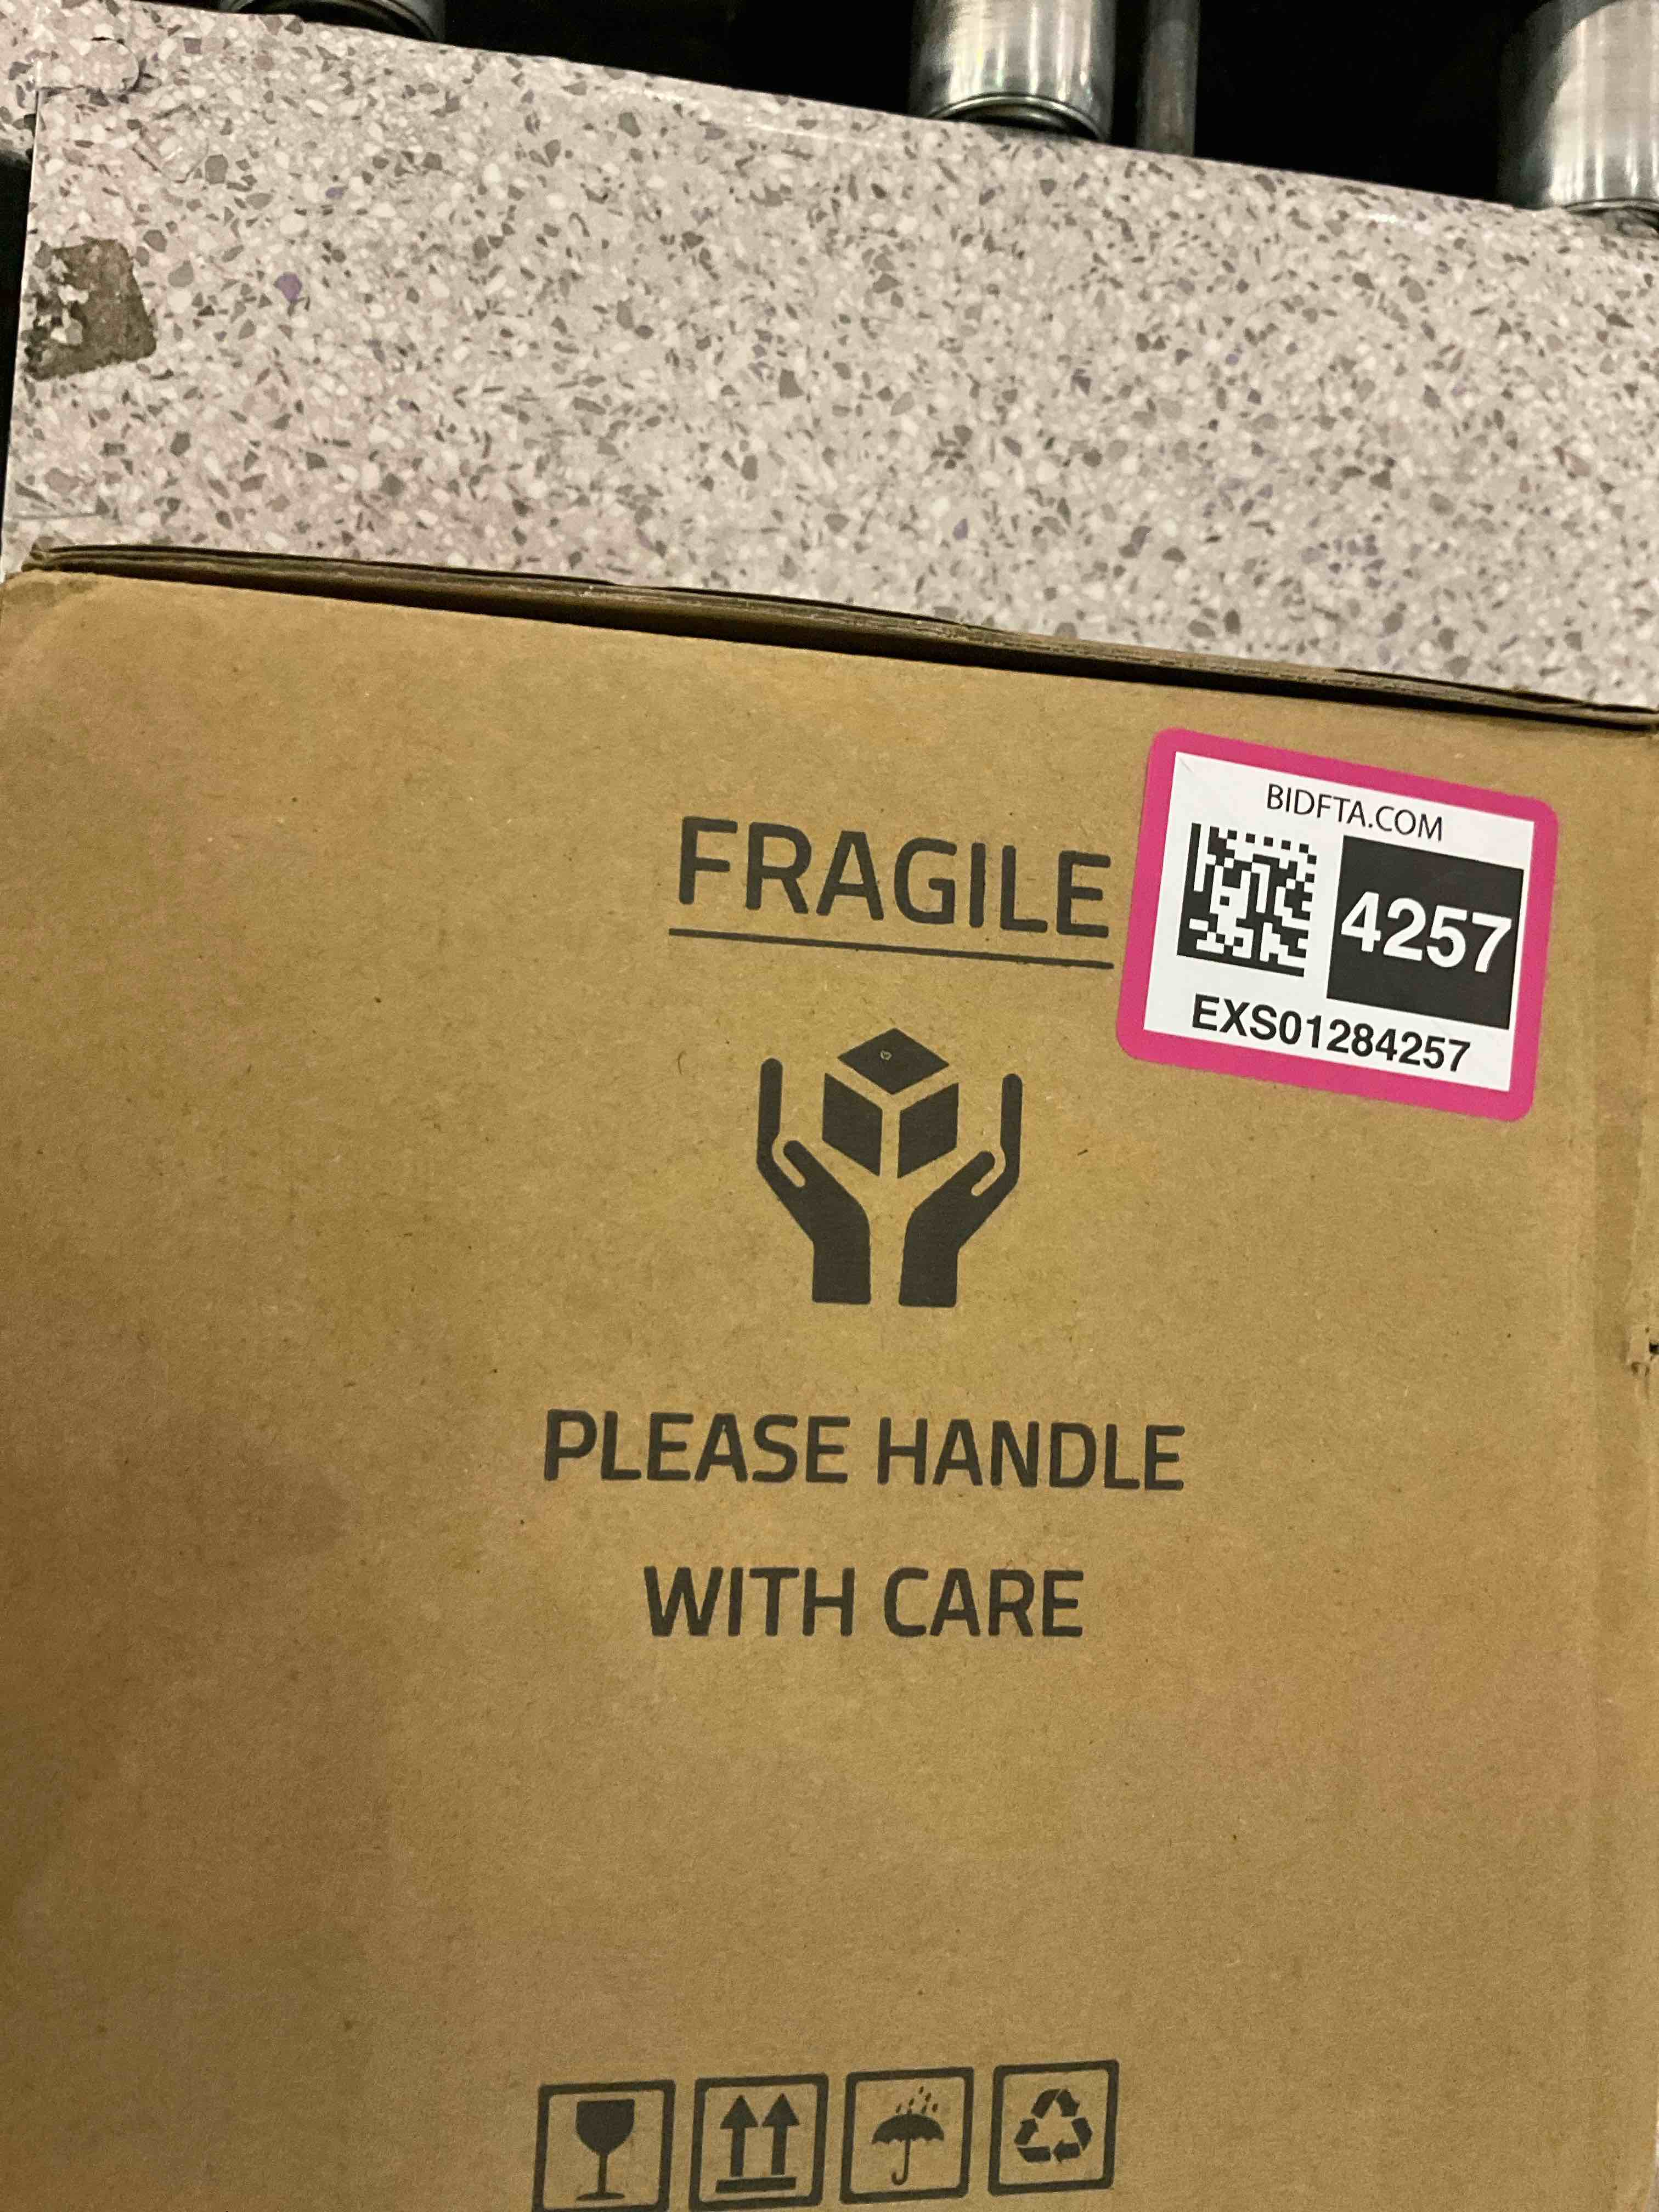 BIDFTA.COM
4257
EXS01284257
FRAGILE
PLEASE HANDLE
WITH CARE